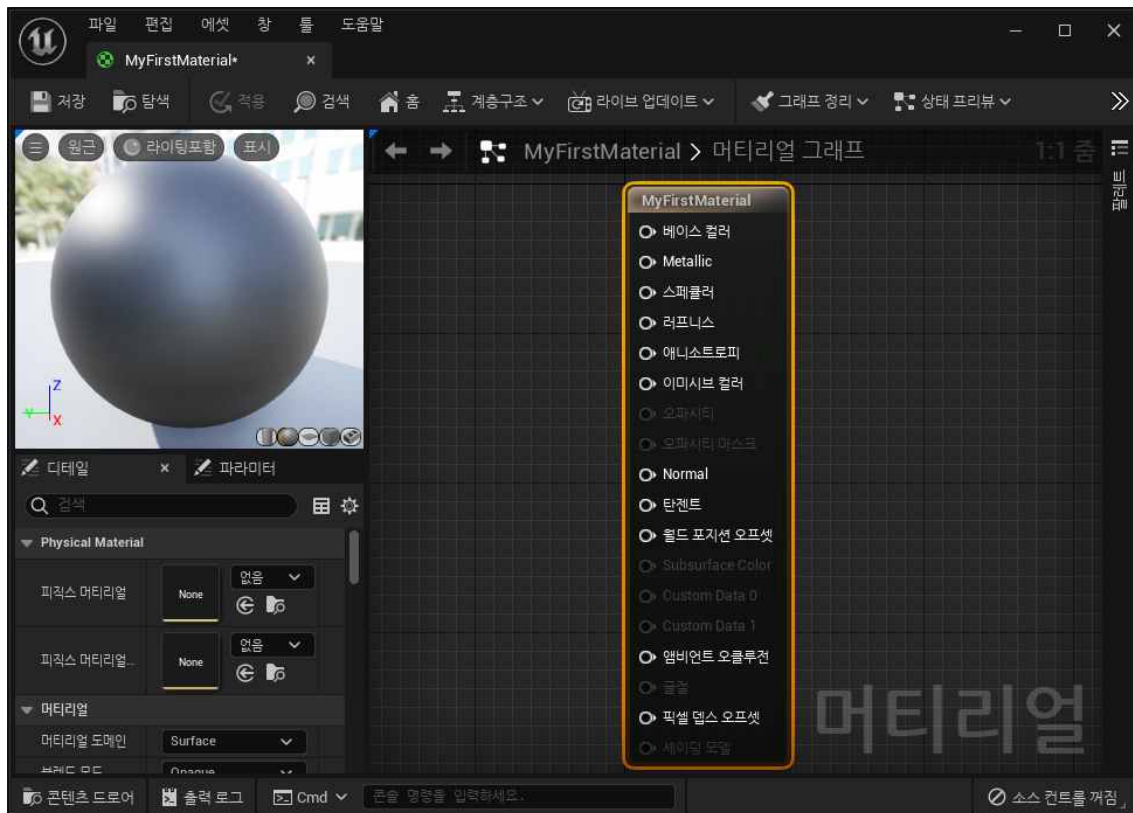 파일 편집 에셋 창 툴 도움말
MyFirstMaterial*
저장 탐색 적용 검색 홈 계층구조 라이브 업데이트 그래프 정리 상태 프리뷰
원근 라이팅포함 표시
MyFirstMaterial > 머티리얼 그래프 1:1 줌
팔레트
MyFirstMaterial
베이스 컬러
Metallic
스페큘러
러프니스
애니소트로피
이미시브 컬러
오파시티
오파시티 마스크
Normal
탄젠트
월드 포지션 오프셋
Subsurface Color
Custom Data 0
Custom Data 1
앰비언트 오클루전
굴절
픽셀 뎁스 오프셋
셰이딩 모델
머티리얼
Z
Y
X
디테일 파라미터
검색
Physical Material
피직스 머티리얼 None 없음
피직스 머티리얼... None 없음
머티리얼
머티리얼 도메인 Surface
블렌드 모드 Opaque
콘텐츠 드로어 출력 로그 Cmd 콘솔 명령을 입력하세요. 소스 컨트롤 꺼짐